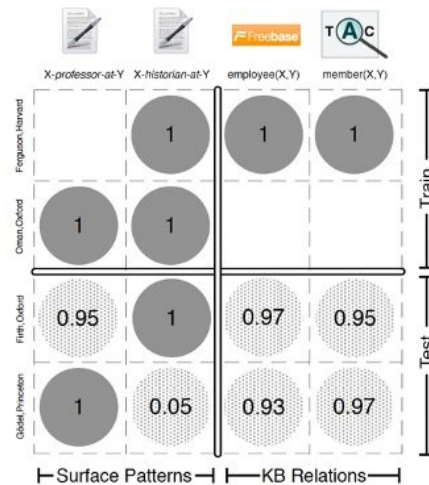 Freebase
T A C
X-professor-at-Y X-historian-at-Y employee(X,Y) member(X,Y)
Ferguson,Harvard 1 1 1
Oman,Oxford 1 1
Train
Firth,Oxford 0.95 1 0.97 0.95
Gödel,Princeton 1 0.05 0.93 0.97
Test
Surface Patterns KB Relations